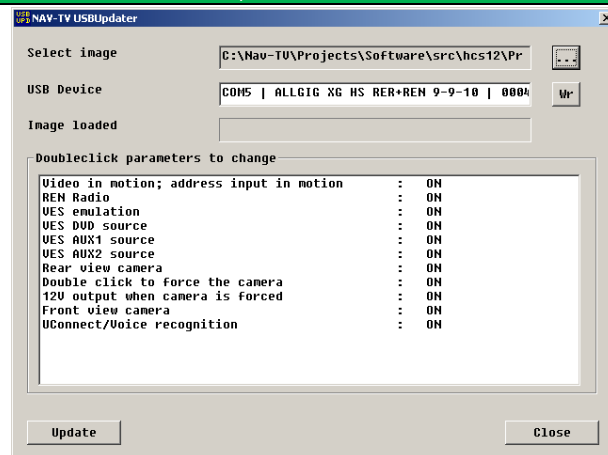 USB
UPD NAV-TV USBUpdater
Select image C:\Nav-TV\Projects\Software\src\hcs12\Pr ...
USB Device COM5 | ALLGIG XG HS RER+REN 9-9-10 | 0004 Wr
Image loaded
Doubleclick parameters to change
Video in motion; address input in motion : ON
REN Radio : ON
VES emulation : ON
VES DVD source : ON
VES AUX1 source : ON
VES AUX2 source : ON
Rear view camera : ON
Double click to force the camera : ON
12V output when camera is forced : ON
Front view camera : ON
UConnect/Voice recognition : ON
Update Close